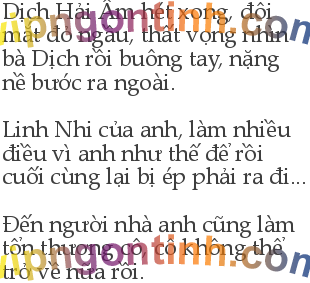 Dịch Hải Âm hét xong, đôi
mắt đỏ ngầu, thất vọng nhìn
bà Dịch rồi buông tay, nặng
nề bước ra ngoài.
Linh Nhi của anh, làm nhiều
điều vì anh như thế để rồi
cuối cùng lại bị ép phải ra đi...
Đến người nhà anh cũng làm
tổn thương cô, cô không thể
trở về nữa rồi.